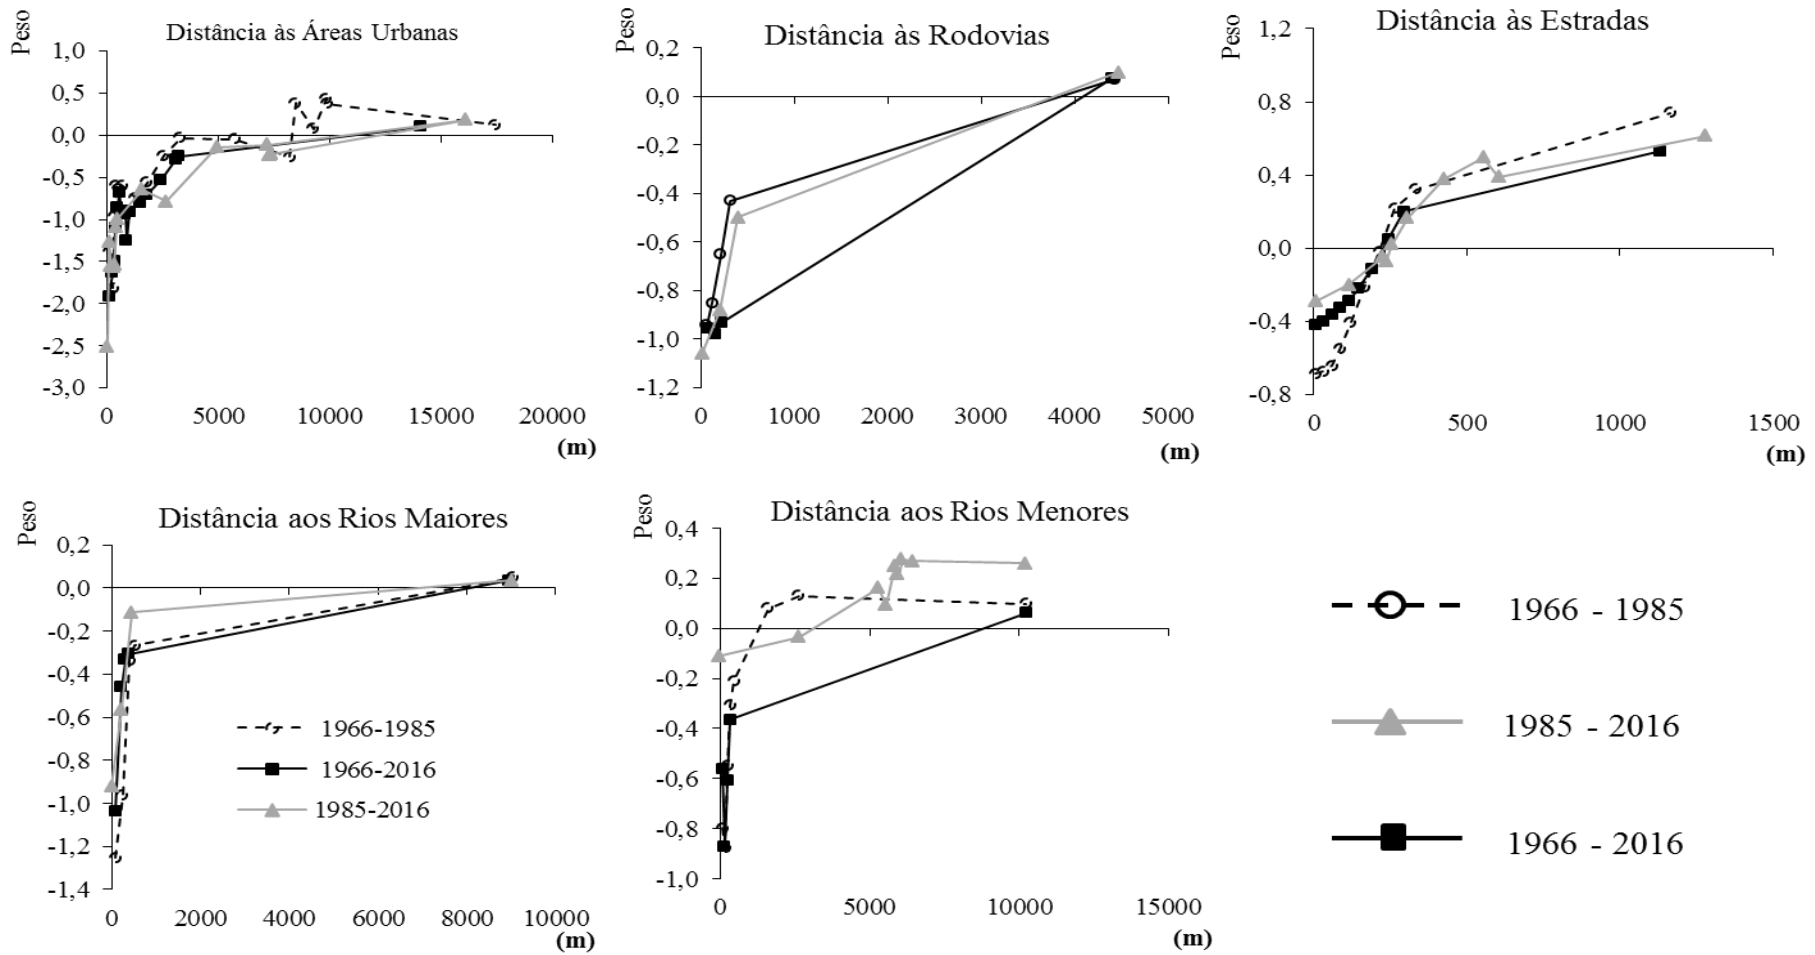 Peso
Distância às Áreas Urbanas
1,0
0,5
0,0
-0,5
-1,0
-1,5
-2,0
-2,5
-3,0
0 5000 10000 15000 20000
(m)
Peso
Distância às Rodovias
0,2
0,0
-0,2
-0,4
-0,6
-0,8
-1,0
-1,2
0 1000 2000 3000 4000 5000
(m)
Peso
Distância às Estradas
1,2
0,8
0,4
0,0
-0,4
-0,8
0 500 1000 1500
(m)
Peso
Distância aos Rios Maiores
0,2
0,0
-0,2
-0,4
-0,6
-0,8
-1,0
-1,2
-1,4
0 2000 4000 6000 8000 10000
(m)
1966-1985
1966-2016
1985-2016
Peso
Distância aos Rios Menores
0,4
0,2
0,0
-0,2
-0,4
-0,6
-0,8
-1,0
0 5000 10000 15000
(m)
1966 - 1985
1985 - 2016
1966 - 2016